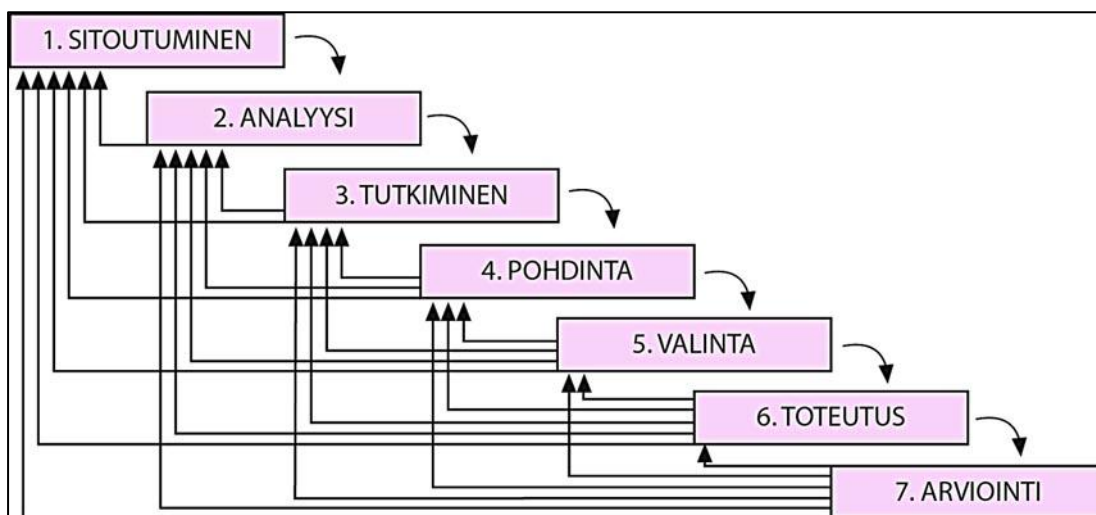 1. SITOUTUMINEN
2. ANALYYSI
3. TUTKIMINEN
4. POHDINTA
5. VALINTA
6. TOTEUTUS
7. ARVIOINTI